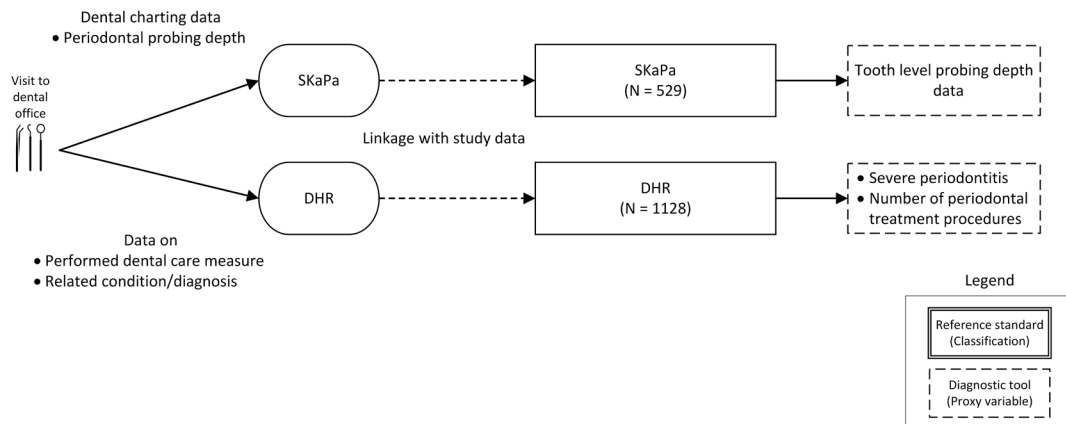 Dental charting data
● Periodontal probing depth
Visit to
dental
office
SKaPa
SKaPa
(N = 529)
Tooth level probing depth
data
Linkage with study data
DHR
DHR
(N = 1128)
● Severe periodontitis
● Number of periodontal
treatment procedures
Data on
● Performed dental care measure
● Related condition/diagnosis
Legend
Reference standard
(Classification)
Diagnostic tool
(Proxy variable)